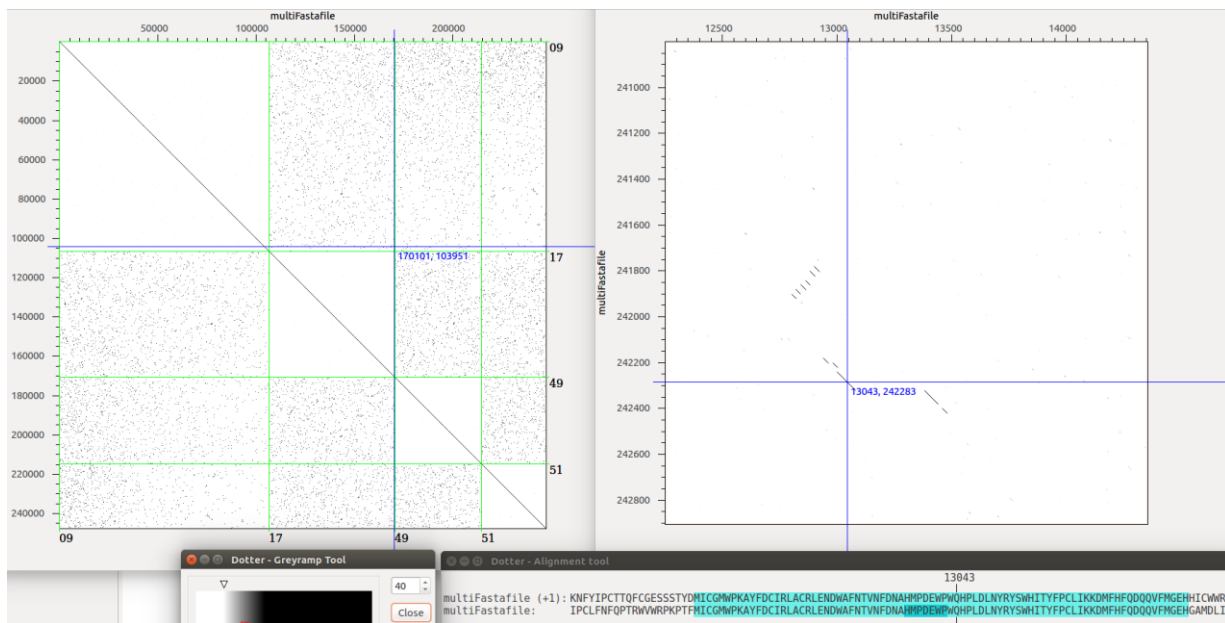 multiFastafile
50000 100000 150000 200000
09
20000
40000
60000
80000
100000
17
170101, 103951
120000
140000
160000
49
180000
200000
51
220000
240000
09 17 49 51
multiFastafile
12500 13000 13500 14000
241000
241200
241400
241600
241800
multiFastafile
242000
242200
13043, 242283
242400
242600
242800
Dotter - Greyramp Tool
40
Close
Dotter - Alignment tool
13043
multiFastafile (+1): KNFYIPCTTQFCGESSSTYDMICGMWPKAYFDCIRLACRLENDWAFNTVNFDNAHMPDEWPWQHPLDLNYRYSWHITYFPCLIKKDMFHFQDQQVFMGEHHICWWR
multiFastafile: IPCLFNFQPTRWVWRPKPTFMICGMWPKAYFDCIRLACRLENDWAFNTVNFDNAHMPDEWPWQHPLDLNYRYSWHITYFPCLIKKDMFHFQDQQVFMGEHGAMDLI